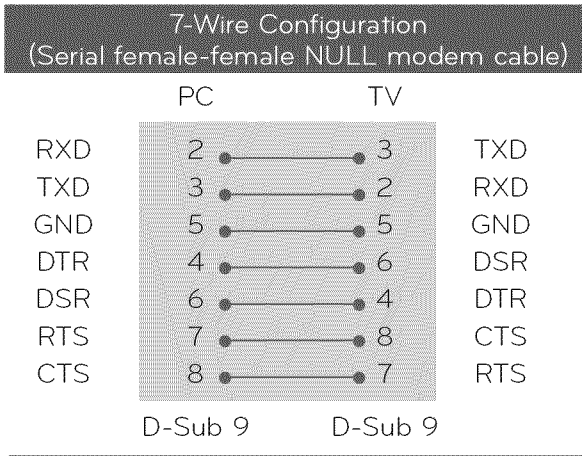 7-Wire Configuration
(Serial female-female NULL modem cable)
PC TV
RXD 2 3 TXD
TXD 3 2 RXD
GND 5 5 GND
DTR 4 6 DSR
DSR 6 4 DTR
RTS 7 8 CTS
CTS 8 7 RTS
D-Sub 9 D-Sub 9